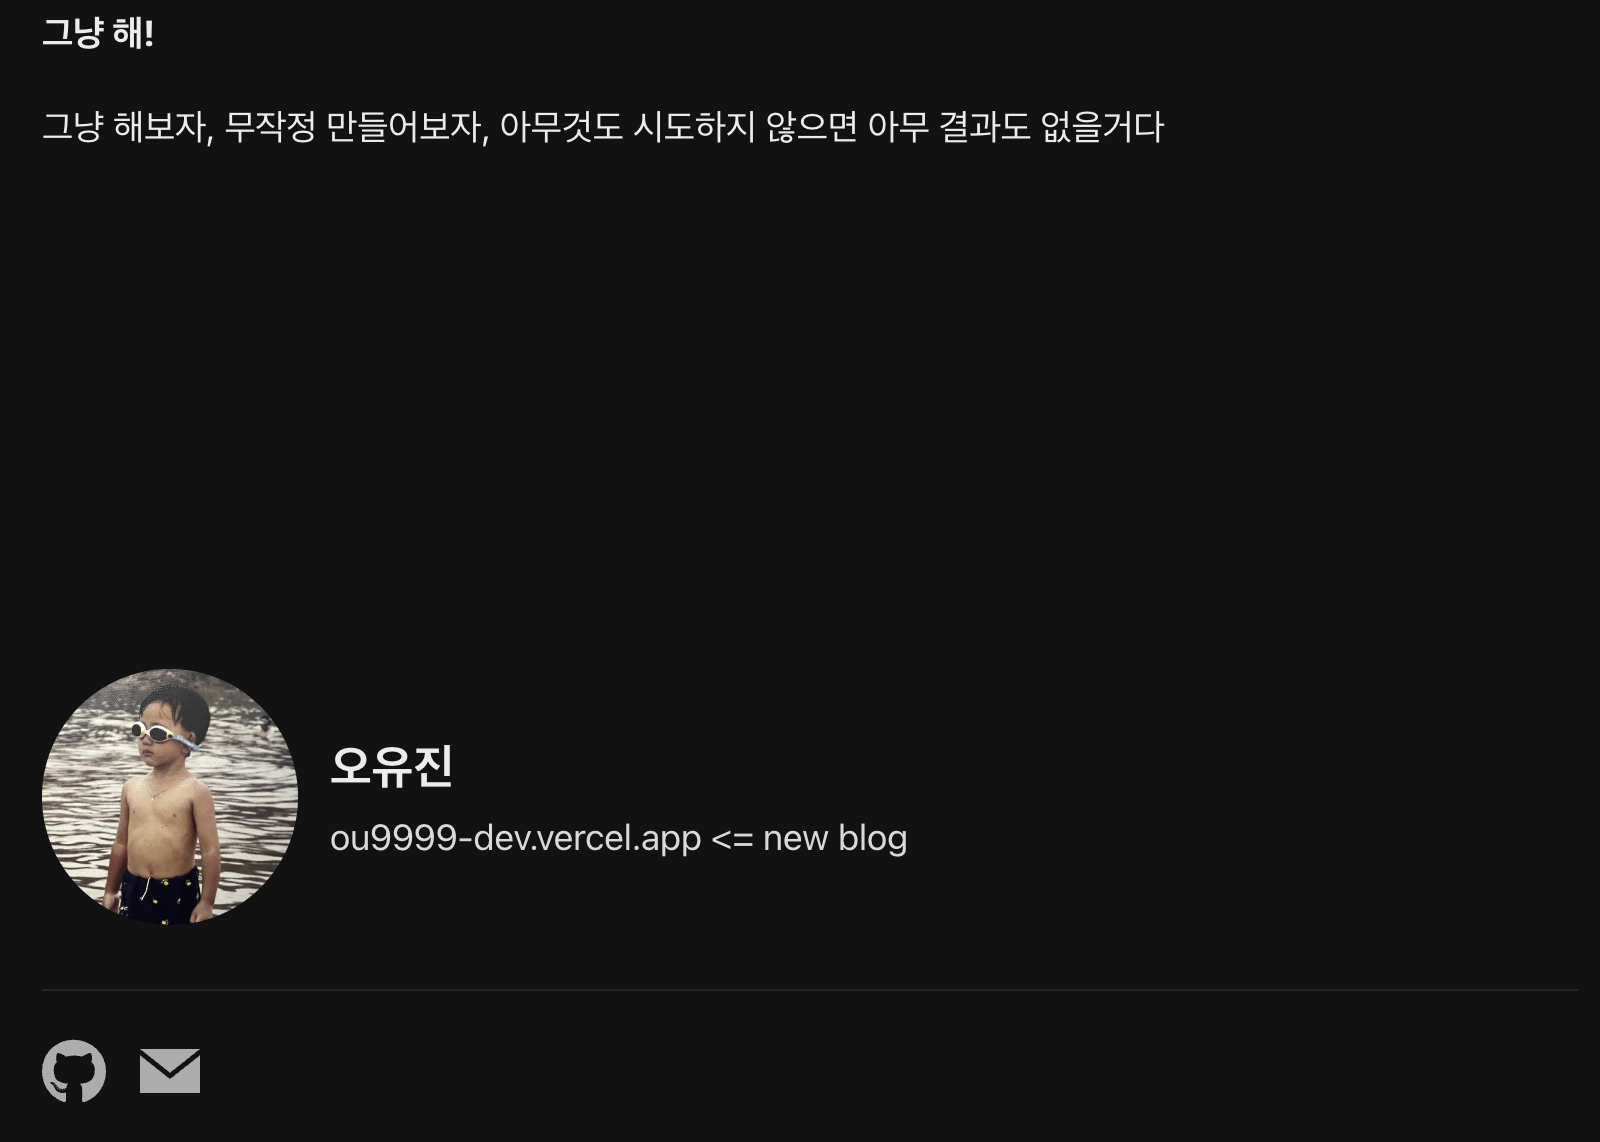 그냥 해!
그냥 해보자, 무작정 만들어보자, 아무것도 시도하지 않으면 아무 결과도 없을거다
오유진
ou9999-dev.vercel.app <= new blog